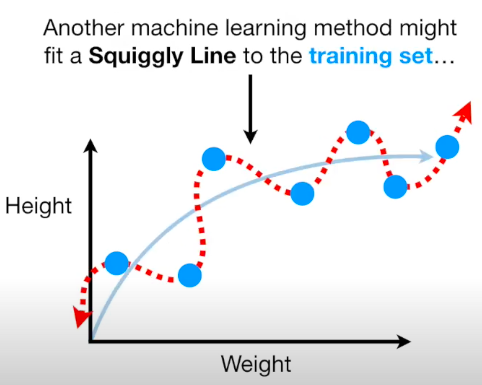 Another machine learning method might
fit a Squiggly Line to the training set...
Height
Weight